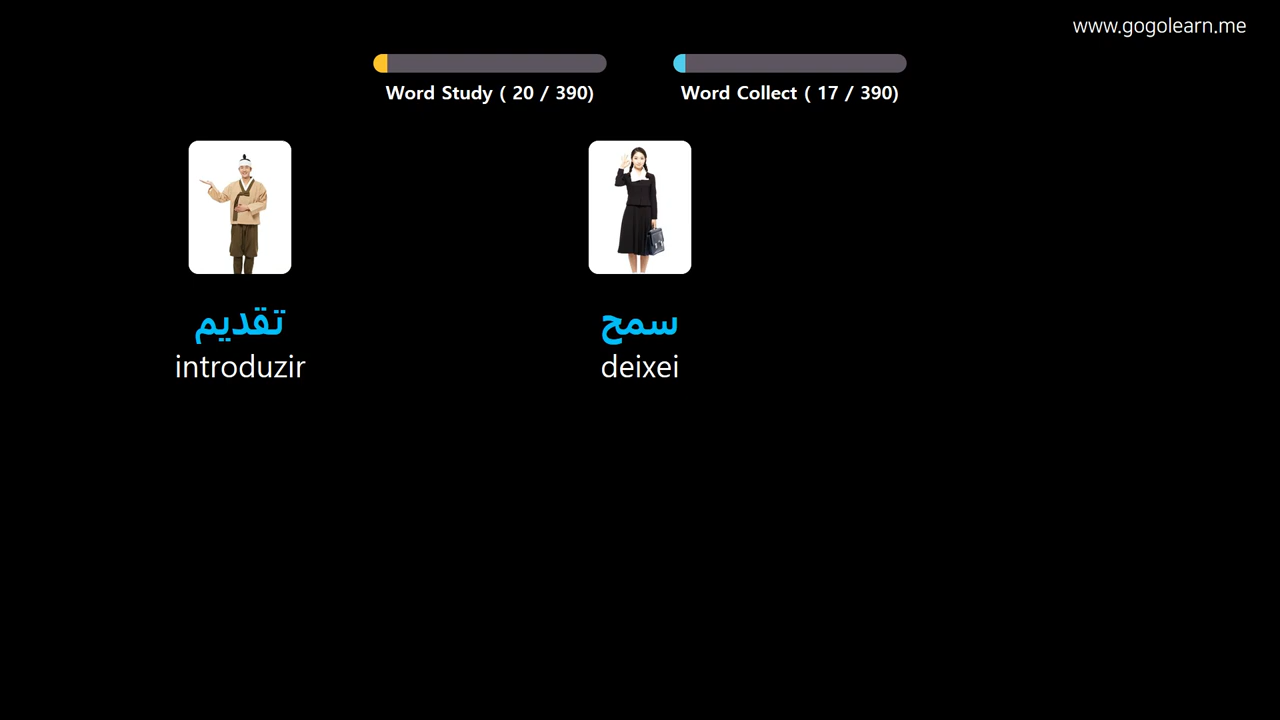 www.gogolearn.me
Word Study ( 20 / 390)
Word Collect ( 17 / 390)
تقديم
introduzir
سمح
deixei